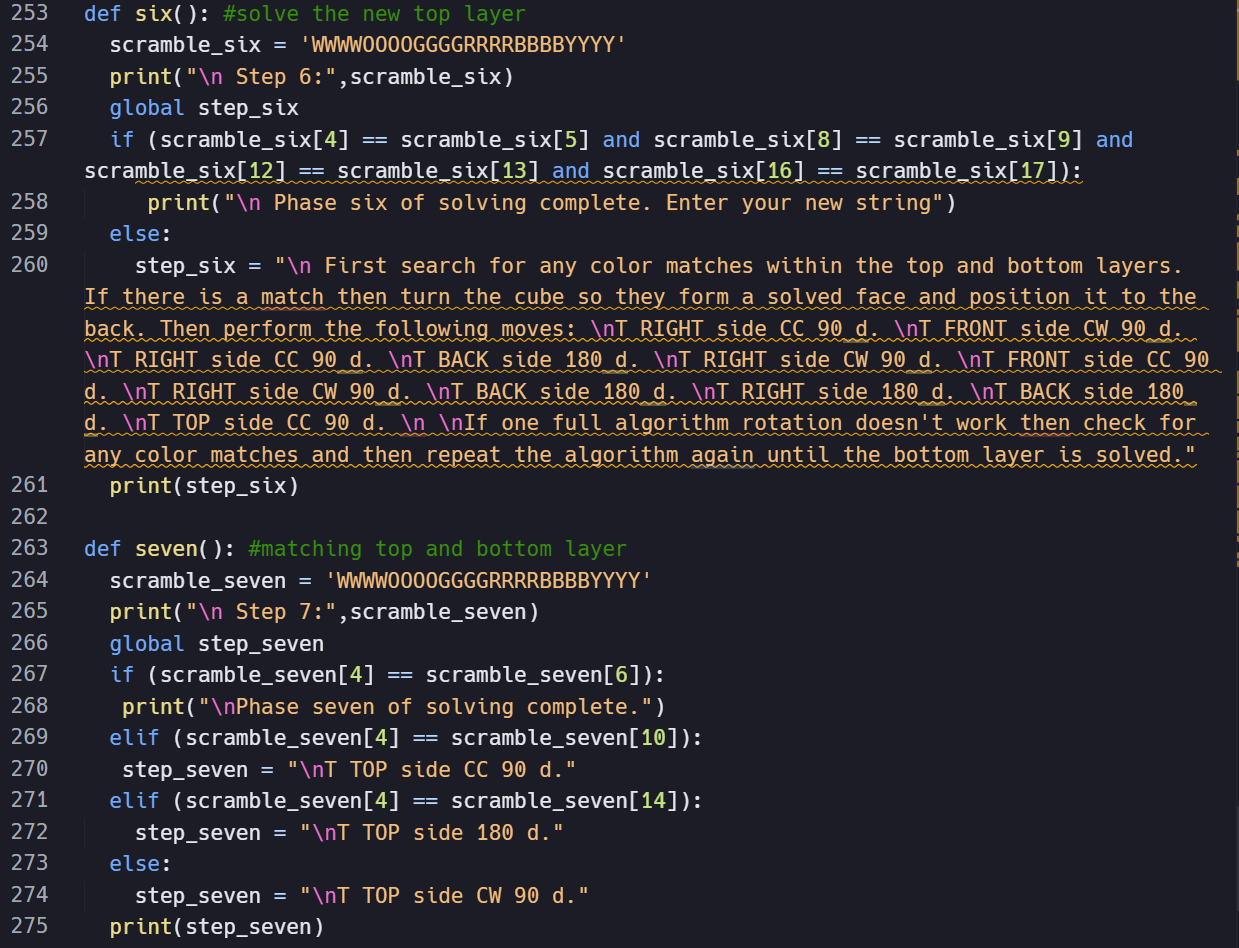 253 def six(): #solve the new top layer
254   scramble_six = 'WWWWOOOOGGGGRRRRBBBBYYYY'
255   print("\n Step 6:",scramble_six)
256   global step_six
257   if (scramble_six[4] == scramble_six[5] and scramble_six[8] == scramble_six[9] and
scramble_six[12] == scramble_six[13] and scramble_six[16] == scramble_six[17]):
258      print("\n Phase six of solving complete. Enter your new string")
259   else:
260     step_six = "\n First search for any color matches within the top and bottom layers.
If there is a match then turn the cube so they form a solved face and position it to the
back. Then perform the following moves: \nT RIGHT side CC 90 d. \nT FRONT side CW 90 d.
\nT RIGHT side CC 90 d. \nT BACK side 180 d. \nT RIGHT side CW 90 d. \nT FRONT side CC 90
d. \nT RIGHT side CW 90 d. \nT BACK side 180 d. \nT RIGHT side 180 d. \nT BACK side 180
d. \nT TOP side CC 90 d. \n \nIf one full algorithm rotation doesn't work then check for
any color matches and then repeat the algorithm again until the bottom layer is solved."
261   print(step_six)
262
263 def seven(): #matching top and bottom layer
264   scramble_seven = 'WWWWOOOOGGGGRRRRBBBBYYYY'
265   print("\n Step 7:",scramble_seven)
266   global step_seven
267   if (scramble_seven[4] == scramble_seven[6]):
268    print("\nPhase seven of solving complete.")
269   elif (scramble_seven[4] == scramble_seven[10]):
270    step_seven = "\nT TOP side CC 90 d."
271   elif (scramble_seven[4] == scramble_seven[14]):
272     step_seven = "\nT TOP side 180 d."
273   else:
274     step_seven = "\nT TOP side CW 90 d."
275   print(step_seven)